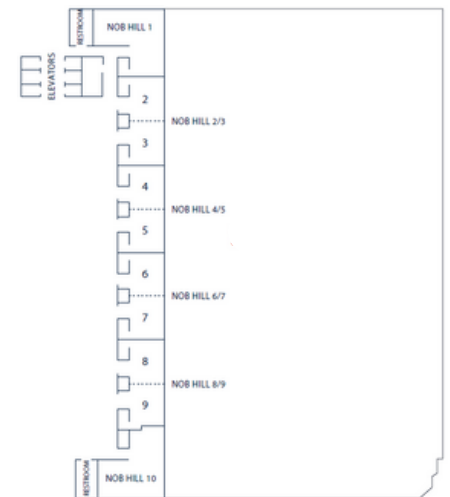 RESTROOM
NOB HILL 1
ELEVATORS
2
NOB HILL 2/3
3
4
NOB HILL 4/5
5
6
NOB HILL 6/7
7
8
NOB HILL 8/9
9
RESTROOM
NOB HILL 10